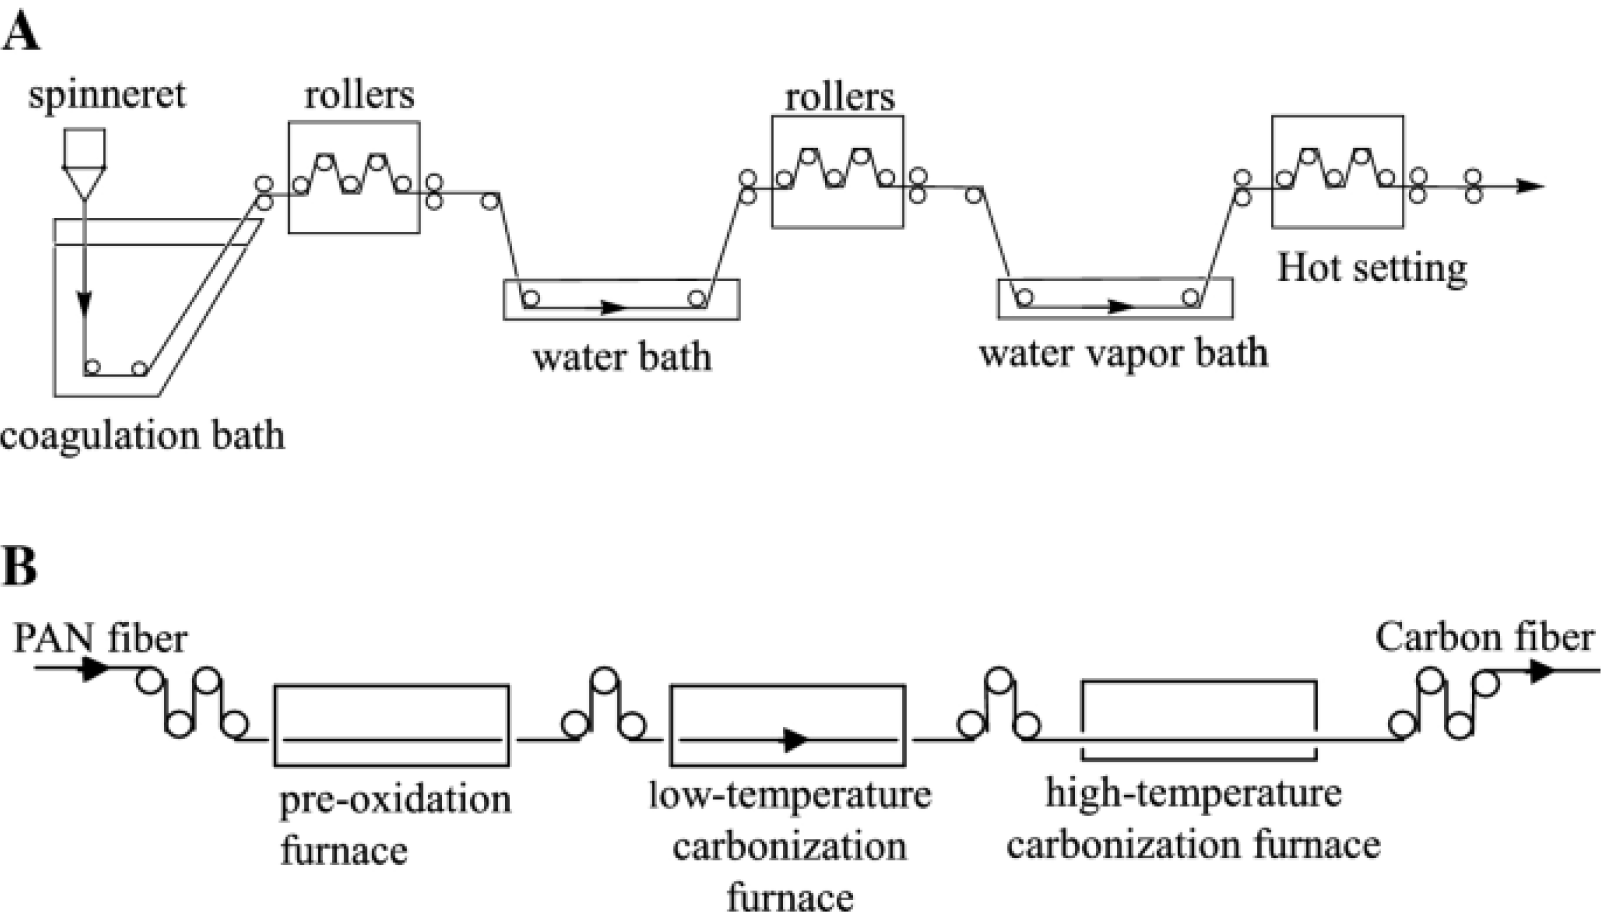 A
spinneret
rollers
rollers
Hot setting
water bath
water vapor bath
coagulation bath
B
PAN fiber
Carbon fiber
pre-oxidation
furnace
low-temperature
carbonization
furnace
high-temperature
carbonization furnace